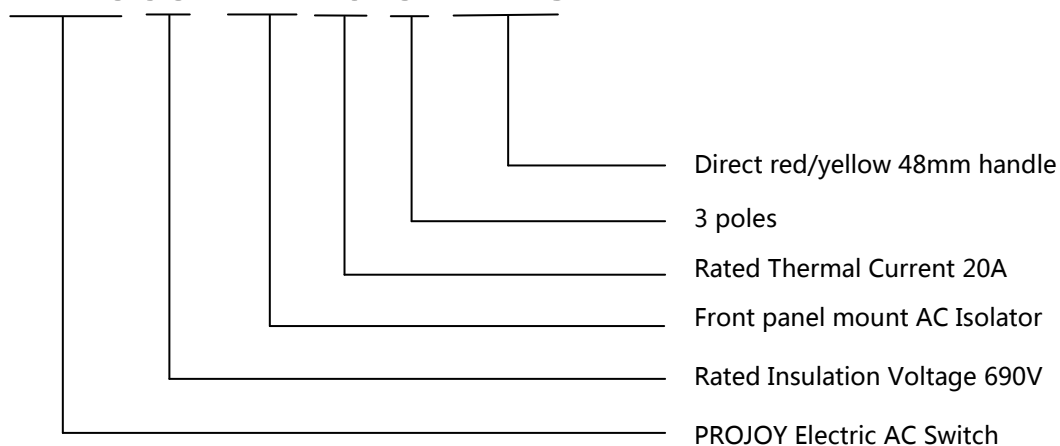 Direct red/yellow 48mm handle
3 poles
Rated Thermal Current 20A
Front panel mount AC Isolator
Rated Insulation Voltage 690V
PROJOY Electric AC Switch